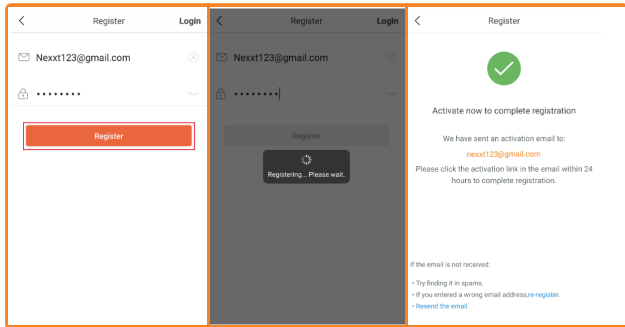 Register
Login
Nexxt123@gmail.com
Register
Register
Login
Nexxt123@gmail.com
Register
Registering... Please wait.
Register
Activate now to complete registration
We have sent an activation email to:
nexxt123@gmail.com
Please click the activation link in the email within 24
hours to complete registration.
If the email is not received:
• Try finding it in spams.
• If you entered a wrong email address,re-register.
• Resend the email.